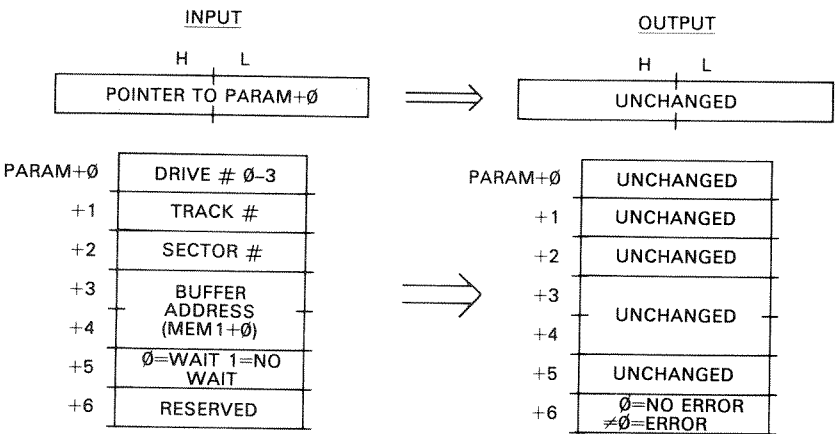 INPUT
H L
POINTER TO PARAM+Ø
PARAM+Ø DRIVE # Ø–3
+1 TRACK #
+2 SECTOR #
+3 BUFFER
ADDRESS
+4 (MEM1+Ø)
+5 Ø=WAIT 1=NO
WAIT
+6 RESERVED
OUTPUT
H L
UNCHANGED
PARAM+Ø UNCHANGED
+1 UNCHANGED
+2 UNCHANGED
+3
UNCHANGED
+4
+5 UNCHANGED
+6 Ø=NO ERROR
≠Ø=ERROR